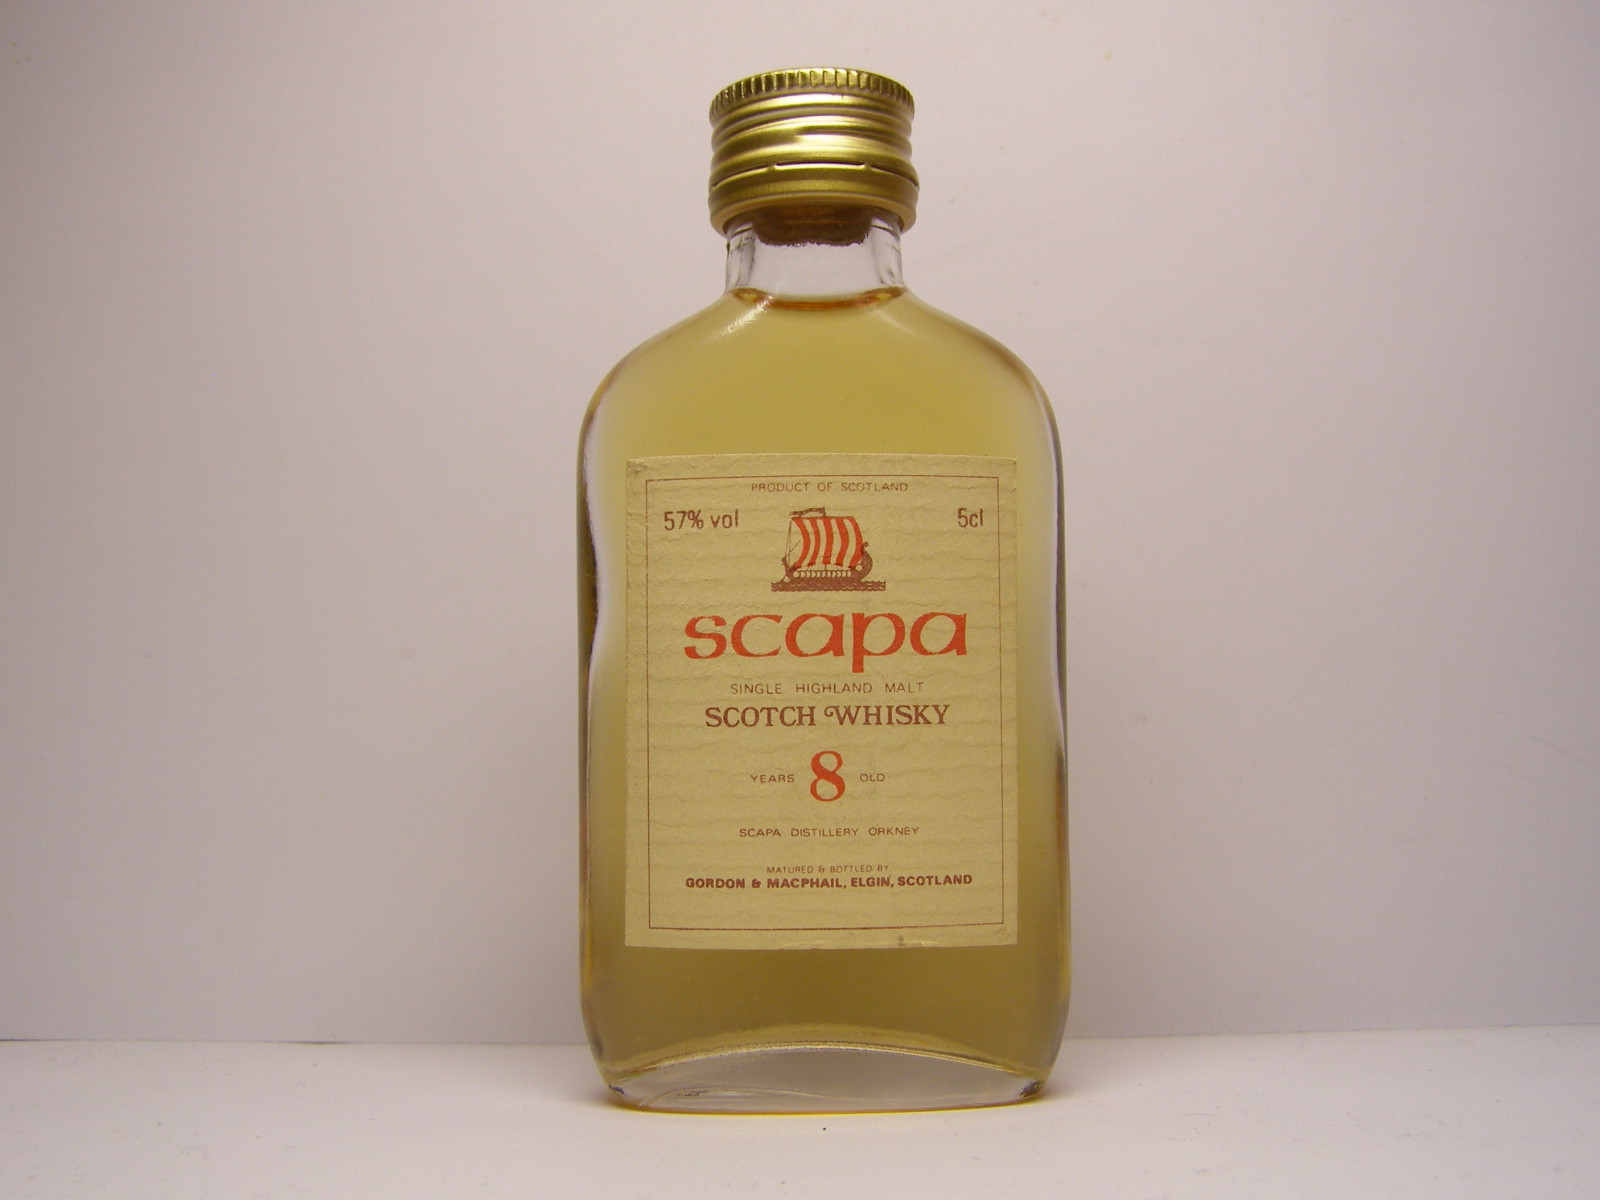 PRODUCT OF SCOTLAND
57% vol 5cl
scapa
SINGLE HIGHLAND MALT
SCOTCH WHISKY
YEARS 8 OLD
SCAPA DISTILLERY ORKNEY
MATURED & BOTTLED BY
GORDON & MACPHAIL, ELGIN, SCOTLAND